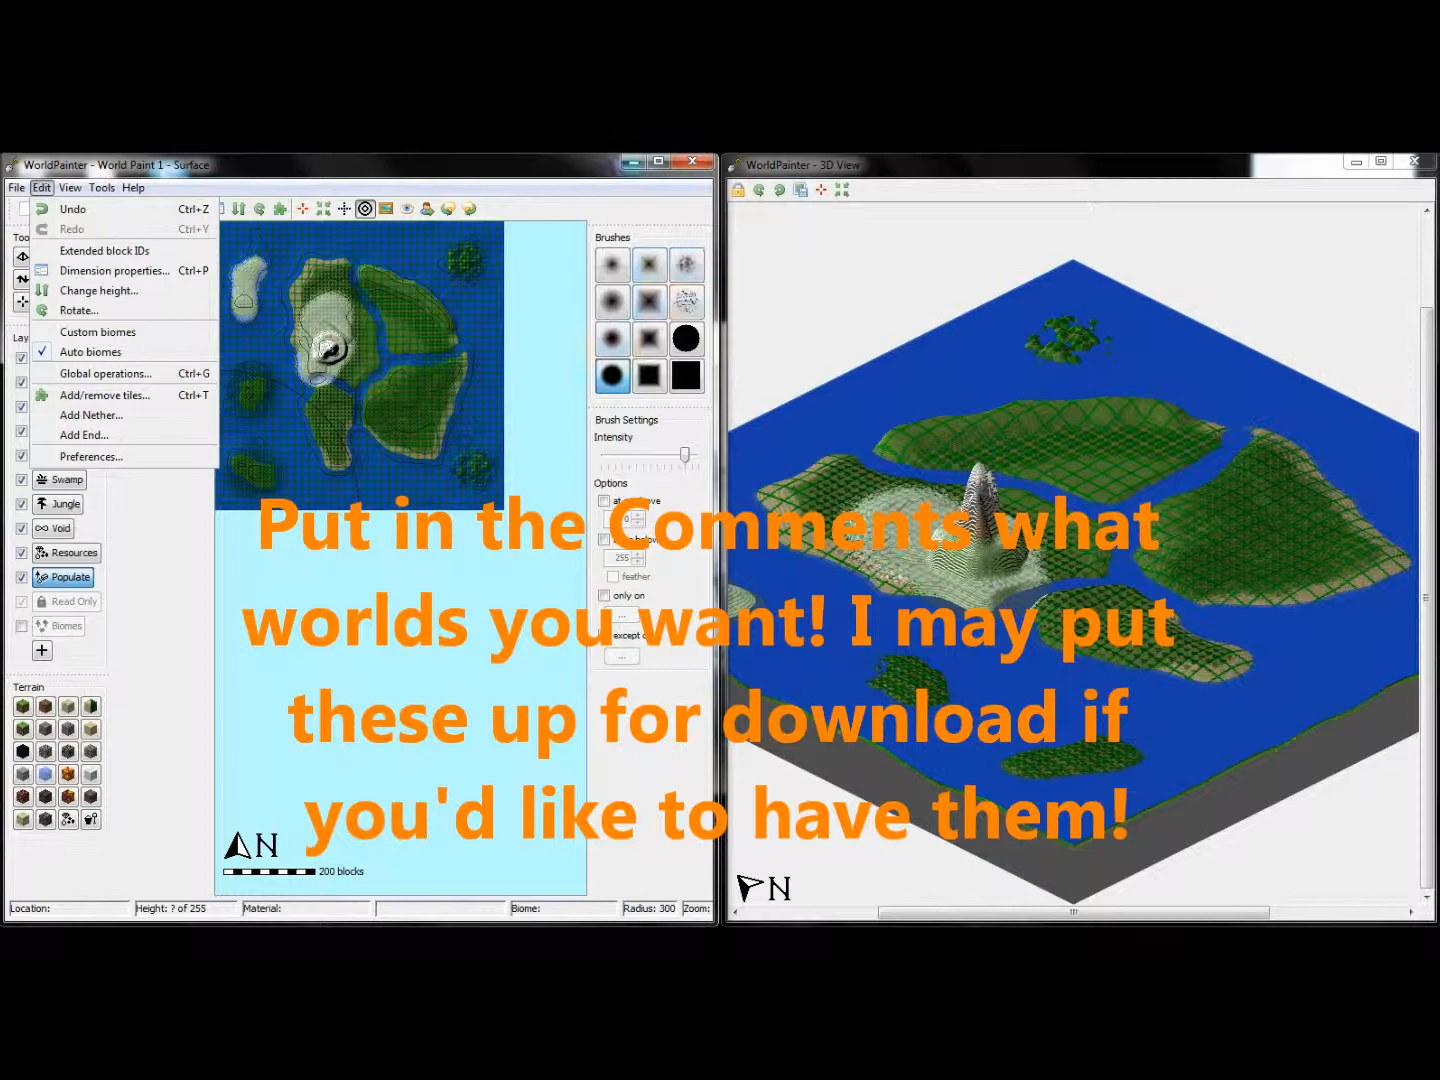 WorldPainter - World Paint 1 - Surface
File Edit View Tools Help
Undo Ctrl+Z
Redo Ctrl+Y
Extended block IDs
Dimension properties... Ctrl+P
Change height...
Rotate...
Custom biomes
Auto biomes
Global operations... Ctrl+G
Add/remove tiles... Ctrl+T
Add Nether...
Add End...
Preferences...
Swamp
Jungle
Void
Resources
Populate
Read Only
Biomes
Terrain
N
200 blocks
Brushes
Brush Settings
Intensity
Options
255
feather
only on
...
except
...
Location: Height: ? of 255 Material: Biome: Radius: 300 Zoom:
WorldPainter - 3D View
N
Put in the Comments what
worlds you want! I may put
these up for download if
you'd like to have them!